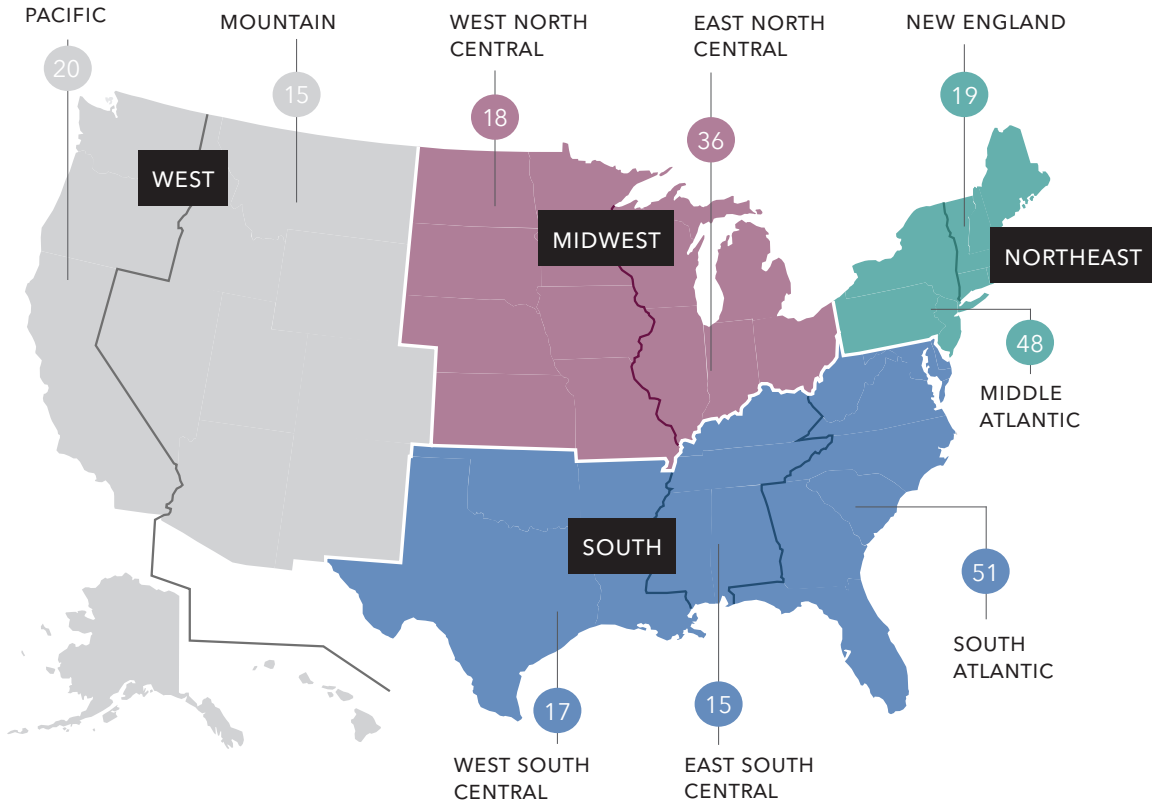 PACIFIC
20
MOUNTAIN
15
WEST NORTH
CENTRAL
18
EAST NORTH
CENTRAL
36
NEW ENGLAND
19
WEST
MIDWEST
NORTHEAST
48
MIDDLE
ATLANTIC
SOUTH
51
SOUTH
ATLANTIC
17
WEST SOUTH
CENTRAL
15
EAST SOUTH
CENTRAL